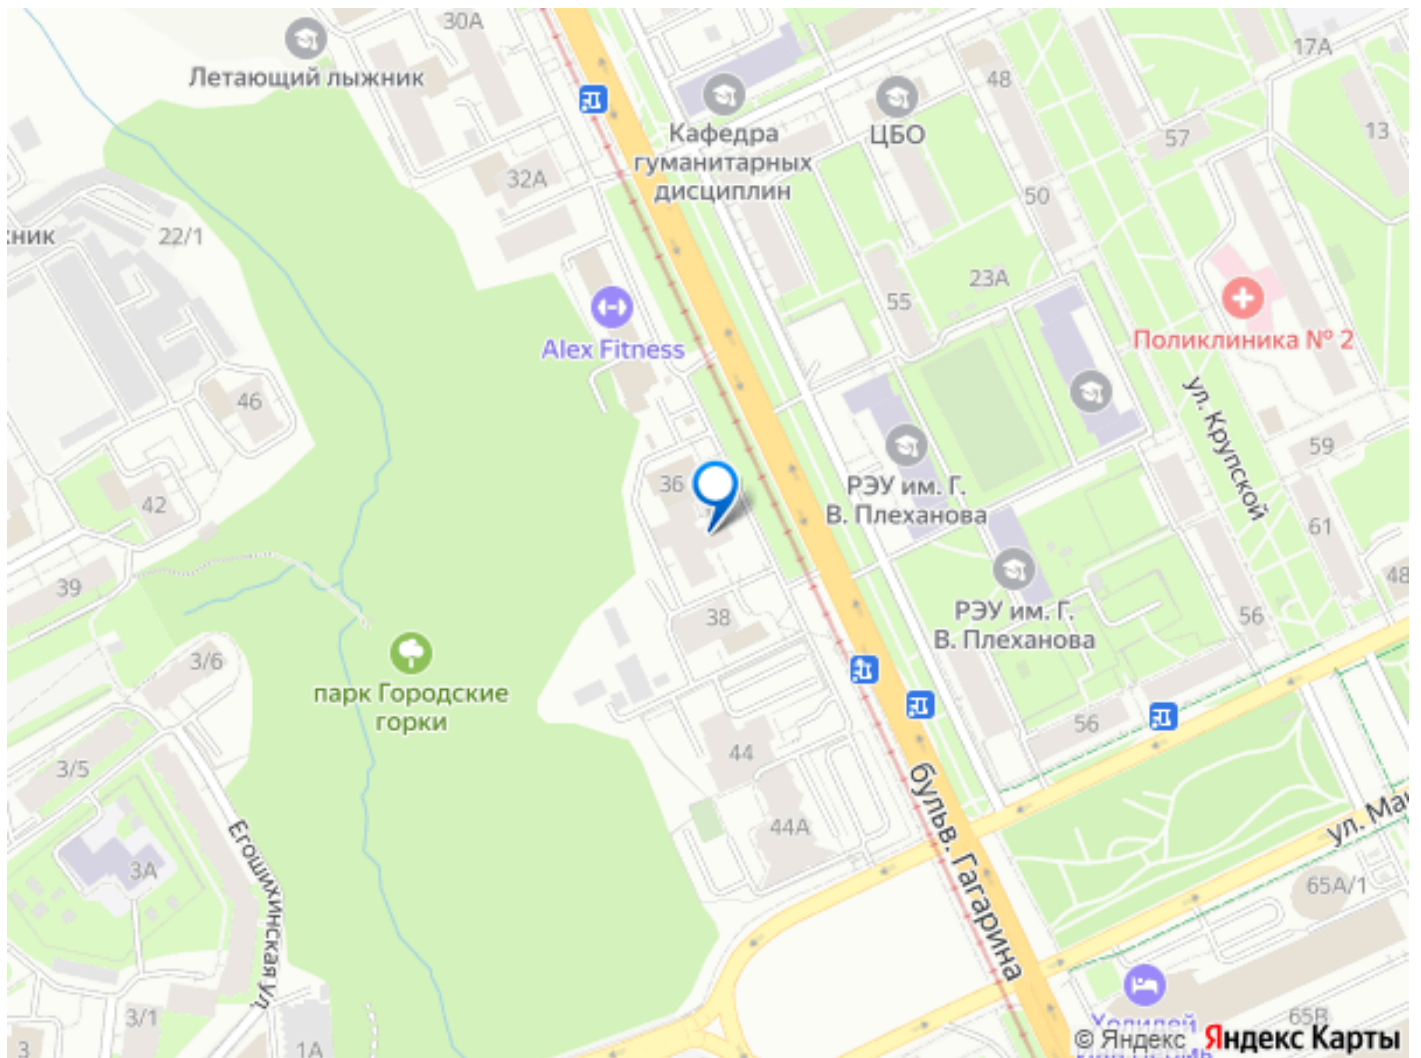 30А
Летающий лыжник
48
17А
Кафедра
гуманитарных
дисциплин
ЦБО
57
13
32А
50
жник
22/1
23А
55
Alex Fitness
Поликлиника № 2
46
ул. Крупской
59
36
РЭУ им. Г.
В. Плеханова
42
61
39
РЭУ им. Г.
В. Плеханова
48
38
56
3/6
парк Городские
горки
56
44
3/5
бульв. Гагарина
44А
Егошихинская ул.
3А
65А/1
3/1
3
1А
65В
Холидей
© Яндекс Яндекс Карты